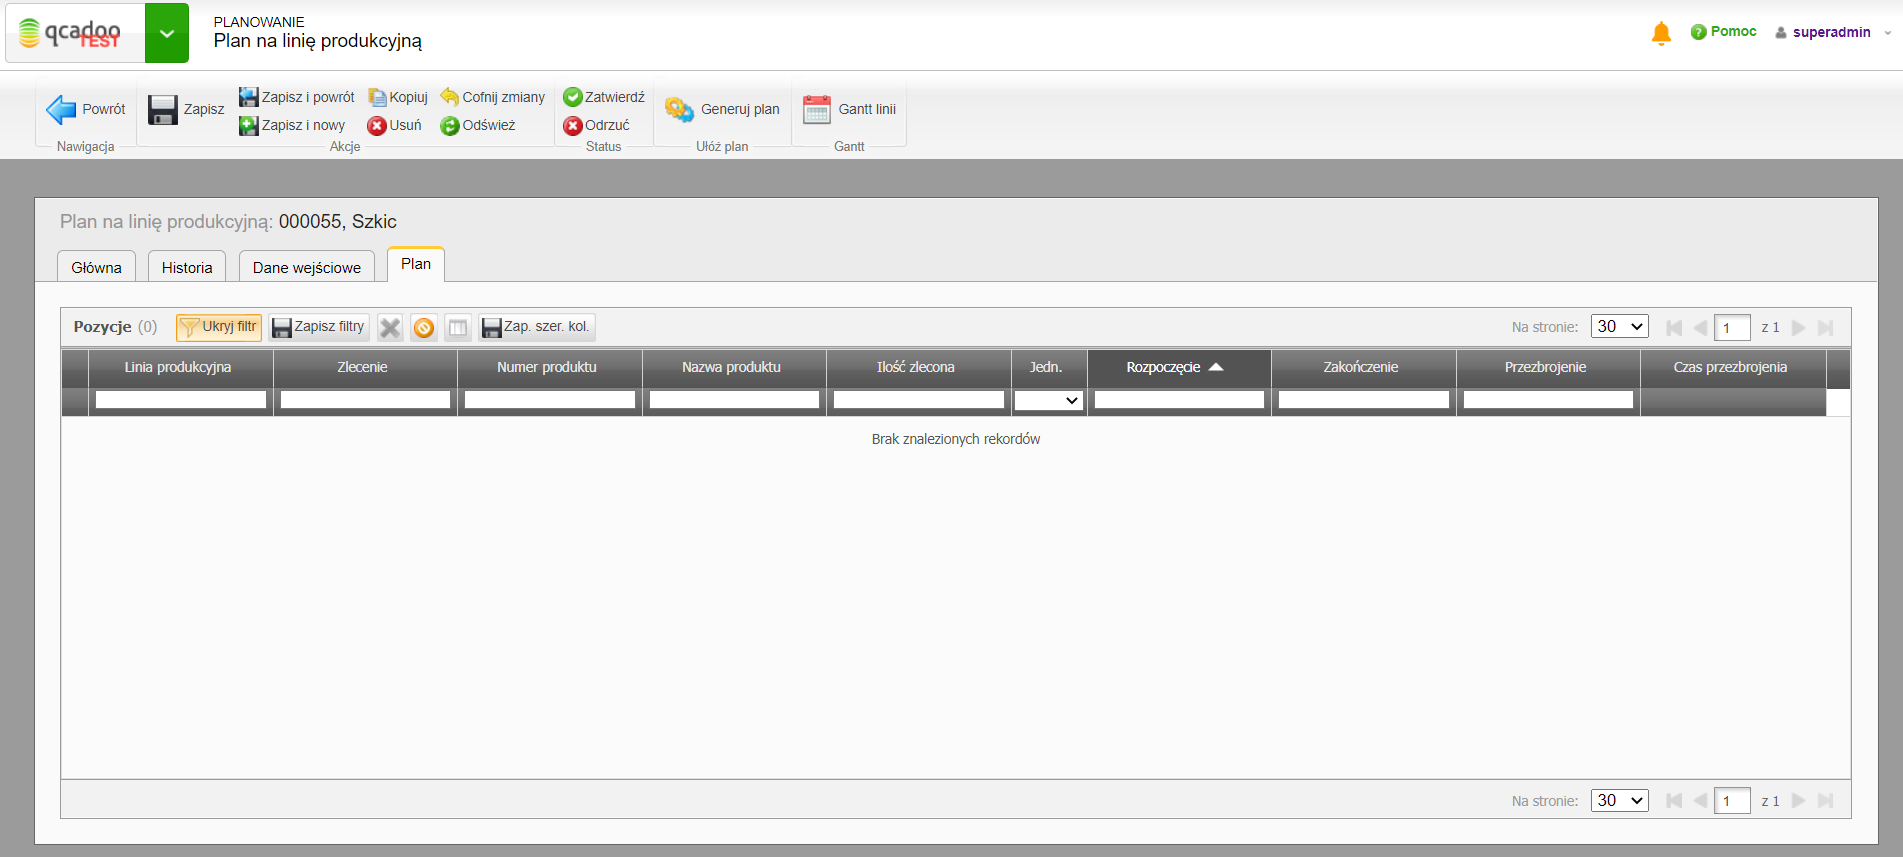 qcadoo TEST
PLANOWANIE
Plan na linię produkcyjną
Pomoc superadmin
Powrót Zapisz Zapisz i powrót Kopiuj Cofnij zmiany Zatwierdź Generuj plan Gantt linii
Zapisz i nowy Usuń Odśwież Odrzuć
Nawigacja Akcje Status Ułóż plan Gantt
Plan na linię produkcyjną: 000055, Szkic
Główna Historia Dane wejściowe Plan
Pozycje (0) Ukryj filtr Zapisz filtry Zap. szer. kol. Na stronie: 30 1 z 1
Linia produkcyjna Zlecenie Numer produktu Nazwa produktu Ilość zlecona Jedn. Rozpoczęcie Zakończenie Przezbrojenie Czas przezbrojenia
Brak znalezionych rekordów
Na stronie: 30 1 z 1